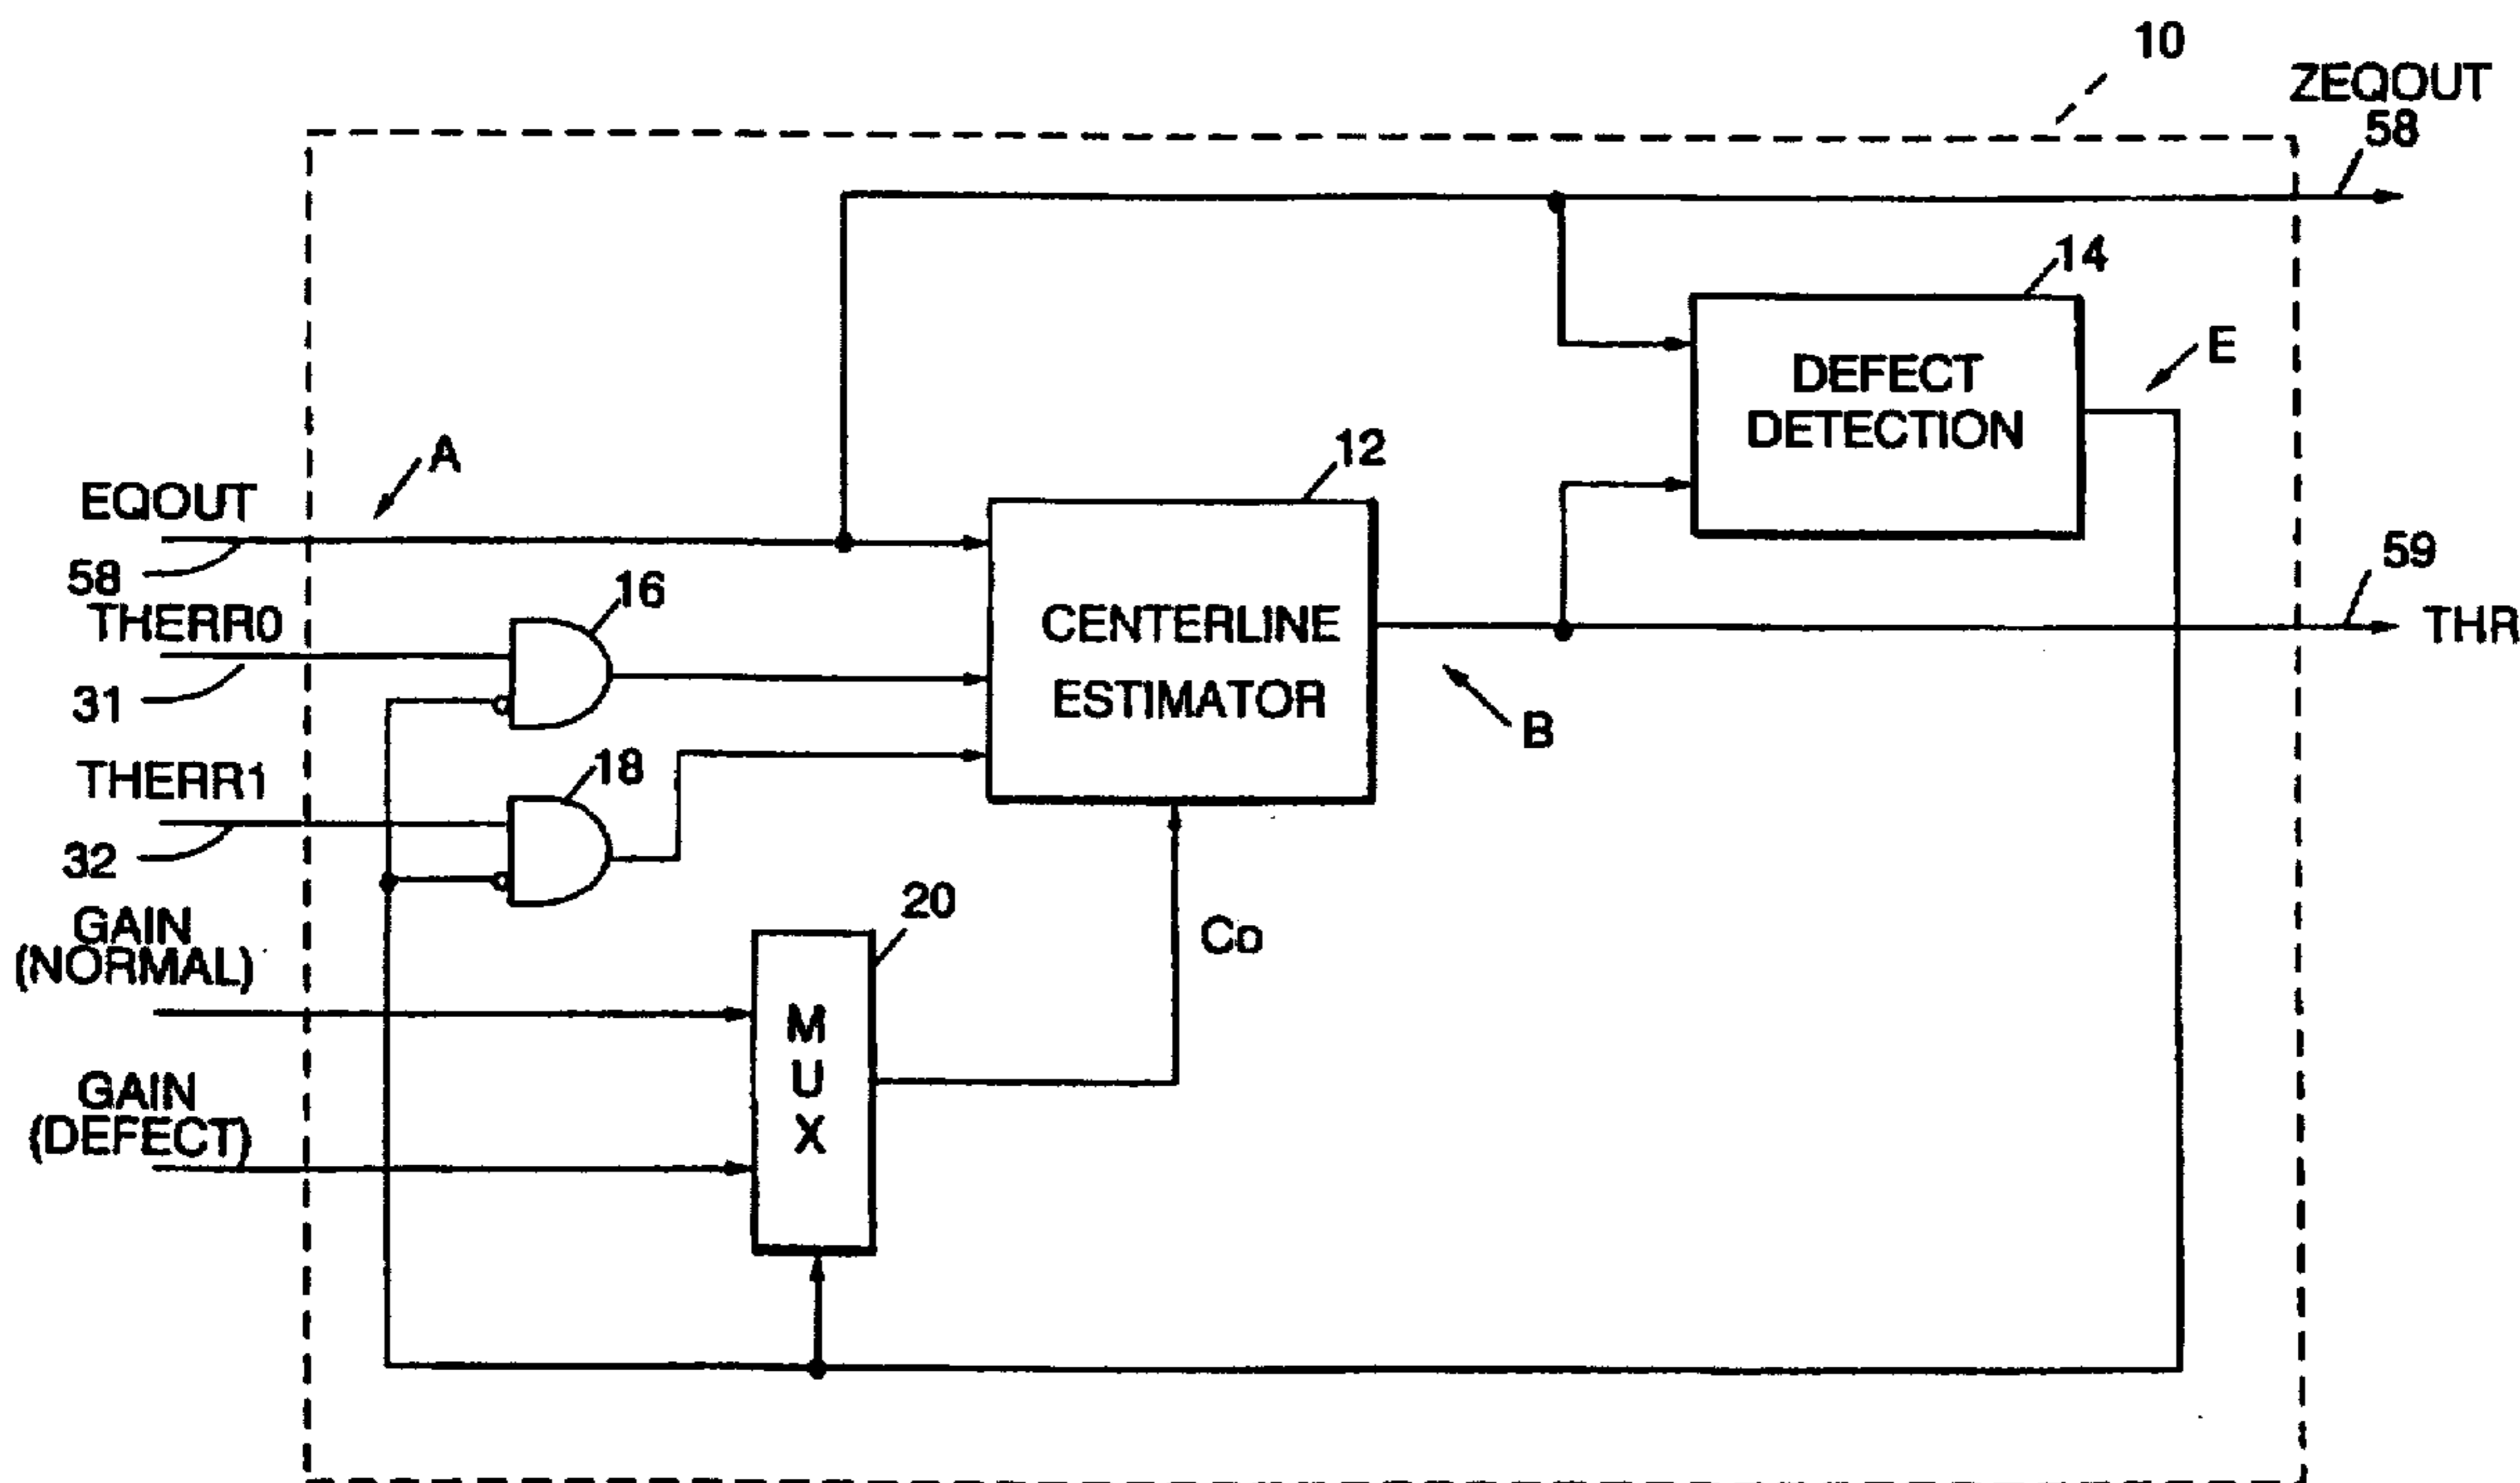 10
ZEQOUT
58
14
E
DEFECT
DETECTION
A
12
EQOUT
58
16
59
THERR0
CENTERLINE
THR
31
ESTIMATOR
B
THERR1
18
32
GAIN
(NORMAL)
20
Co
M
U
X
GAIN
(DEFECT)